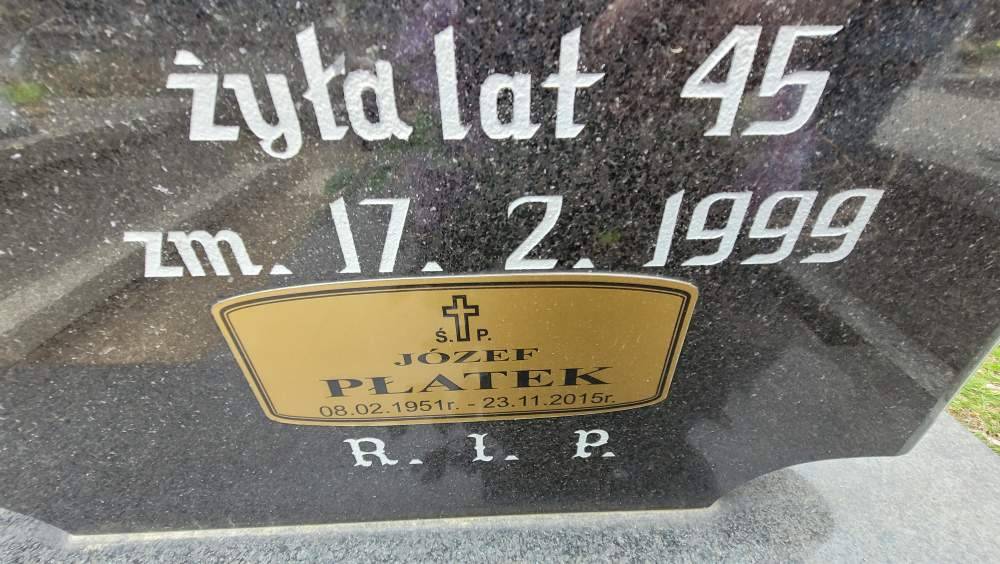 żyła lat 45
zm. 17. 2. 1999
Ś. P.
JÓZEF
PŁATEK
08.02.1951r. - 23.11.2015r.
R. I. P.